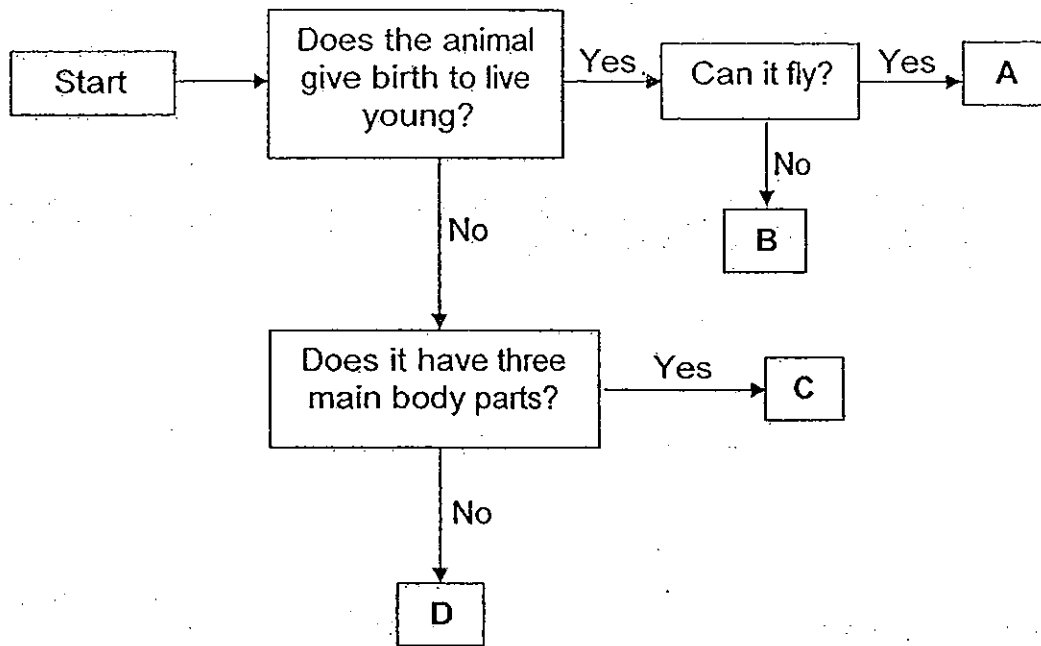 Start
Does the animal
give birth to live
young?
Yes
Can it fly?
Yes
A
No
B
No
Does it have three
main body parts?
Yes
C
No
D